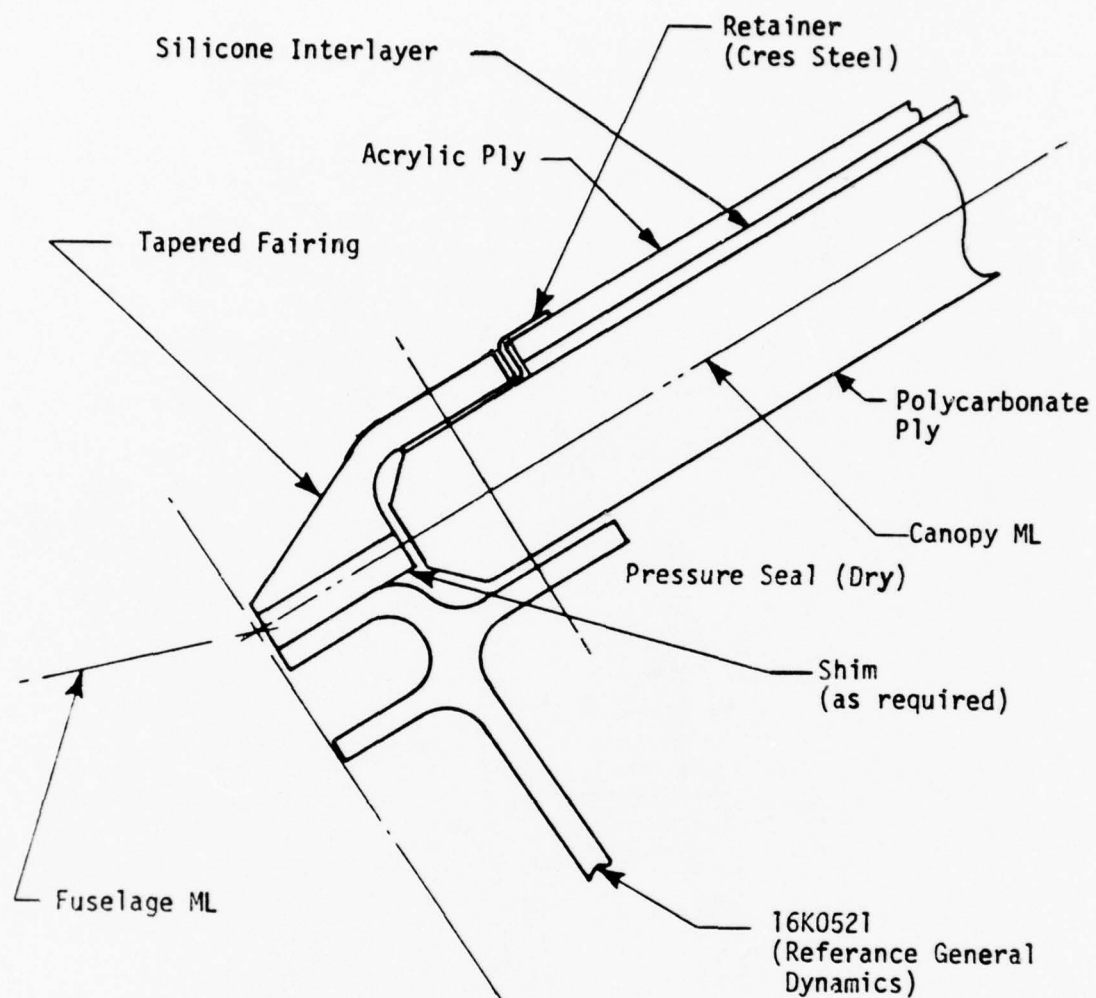 Retainer
(Cres Steel)
Silicone Interlayer
Acrylic Ply
Tapered Fairing
Polycarbonate
Ply
Canopy ML
Pressure Seal (Dry)
Shim
(as required)
Fuselage ML
16K0521
(Referance General
Dynamics)